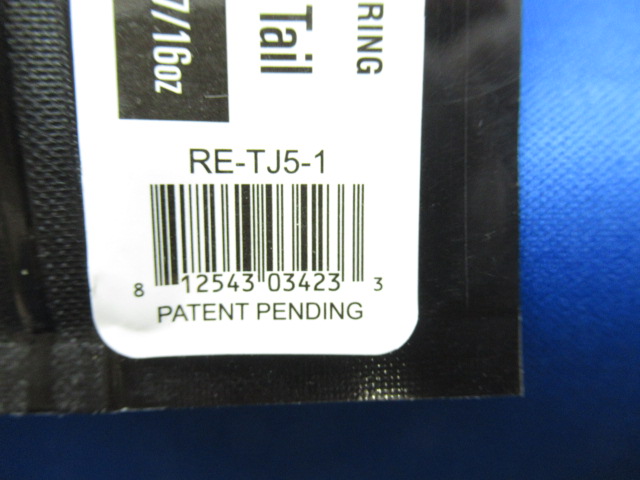 RING
Tail
7/16oz
RE-TJ5-1
8 12543 03423 3
PATENT PENDING